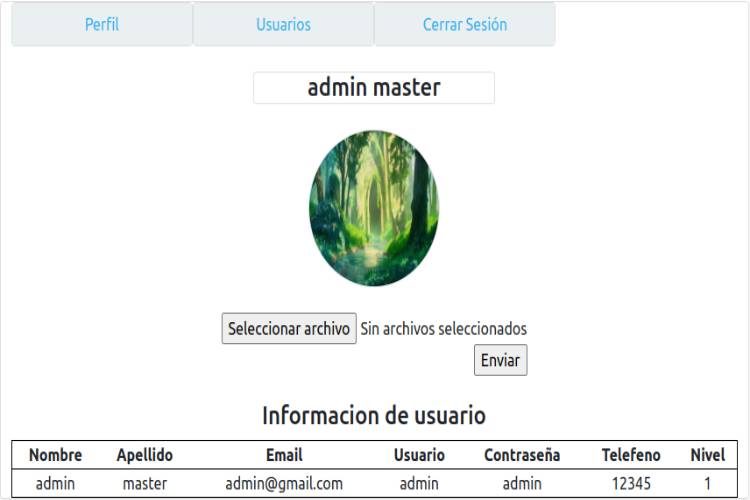 Perfil Usuarios Cerrar Sesión
admin master
Seleccionar archivo Sin archivos seleccionados
Enviar
Informacion de usuario
Nombre Apellido Email Usuario Contraseña Telefeno Nivel
admin master admin@gmail.com admin admin 12345 1